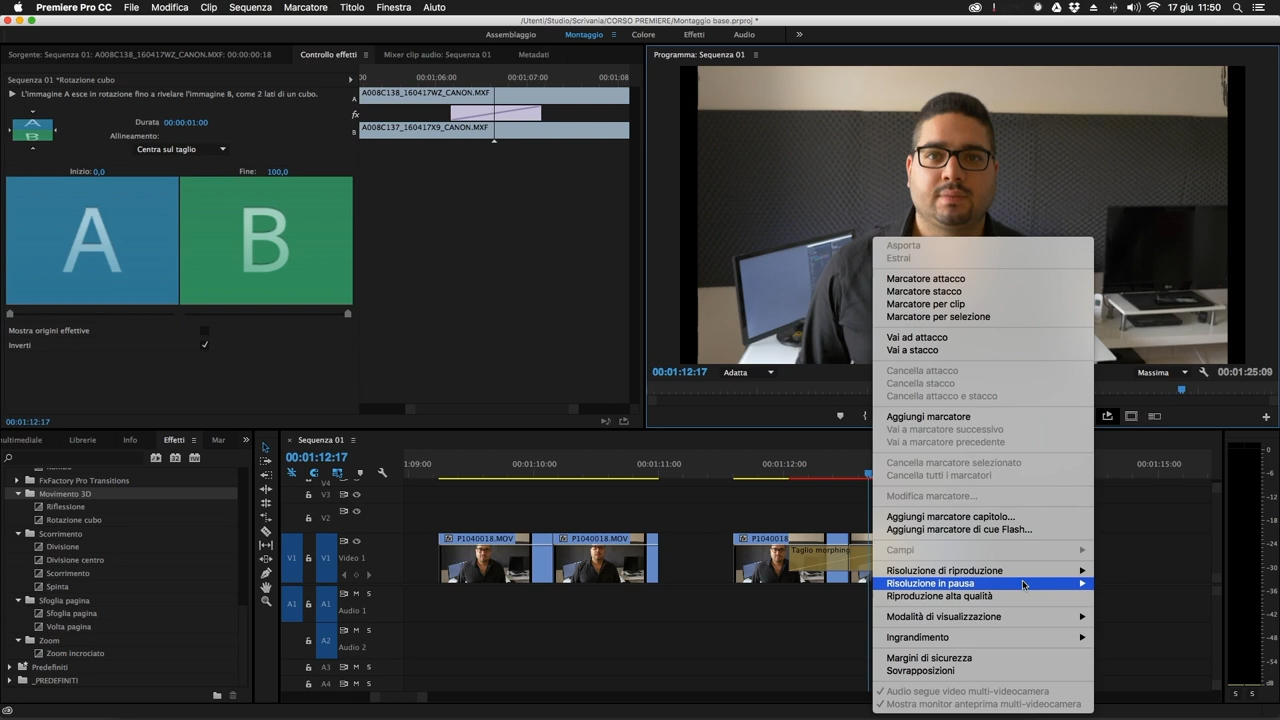 Premiere Pro CC File Modifica Clip Sequenza Marcatore Titolo Finestra Aiuto 17 giu 11:50
/Utenti/Studio/Scrivania/CORSO PREMIERE/Montaggio base.prproj *
Assemblaggio Montaggio Colore Effetti Audio
Sorgente: Sequenza 01: A008C138_160417WZ_CANON.MXF: 00:00:00:18 Controllo effetti Mixer clip audio: Sequenza 01 Metadati
Programma: Sequenza 01
Sequenza 01 *Rotazione cubo
L'immagine A esce in rotazione fino a rivelare l'immagine B, come 2 lati di un cubo.
Durata 00:00:01:00
Allineamento:
Centra sul taglio
Inizio: 0,0 Fine: 100,0
A B
Mostra origini effettive
Inverti
00:01:06:00 00:01:07:00 00:01:08
A A008C138_160417WZ_CANON.MXF
fx
B A008C137_160417X9_CANON.MXF
00:01:12:17
00:01:12:17 Adatta Massima 00:01:25:09
Asporta
Estrai
Marcatore attacco
Marcatore stacco
Marcatore per clip
Marcatore per selezione
Vai ad attacco
Vai a stacco
Cancella attacco
Cancella stacco
Cancella attacco e stacco
Aggiungi marcatore
Vai a marcatore successivo
Vai a marcatore precedente
Cancella marcatore selezionato
Cancella tutti i marcatori
Modifica marcatore...
Aggiungi marcatore capitolo...
Aggiungi marcatore di cue Flash...
Campi
Risoluzione di riproduzione
Risoluzione in pausa
Riproduzione alta qualità
Modalità di visualizzazione
Ingrandimento
Margini di sicurezza
Sovrapposizioni
Audio segue video multi-videocamera
Mostra monitor anteprima multi-videocamera
Librerie Info Effetti Mar
FxFactory Pro Transitions
Movimento 3D
Riflessione
Rotazione cubo
Scorrimento
Divisione
Divisione centro
Scorrimento
Spinta
Sfoglia pagina
Sfoglia pagina
Volta pagina
Zoom
Zoom incrociato
Predefiniti
_PREDEFINITI
Sequenza 01
00:01:12:17
1:09:00 00:01:10:00 00:01:11:00 00:01:12:00 00:01:15:00
V4
V3
V2
V1 V1 Video 1
A1 A1 M S
Audio 1
A2 M S
Audio 2
A3 M S
A4 M S
P1040018.MOV P1040018.MOV P1040018
Taglio morphing
S S